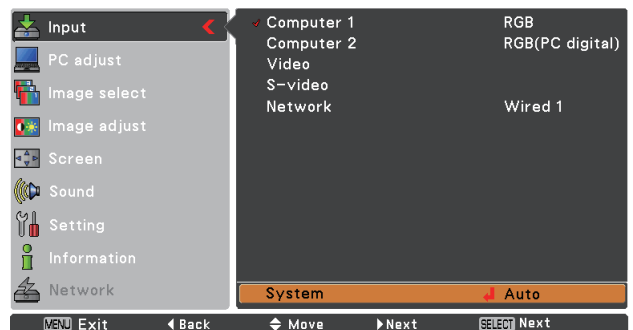 Input
PC adjust
Image select
Image adjust
Screen
Sound
Setting
Information
Network
Computer 1 RGB
Computer 2 RGB(PC digital)
Video
S-video
Network Wired 1
System Auto
MENU Exit Back Move Next SELECT Next